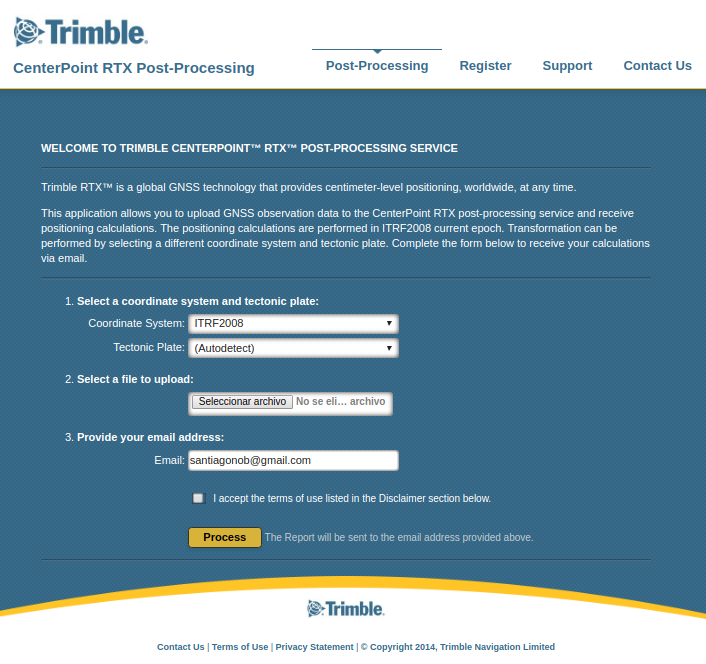 Trimble.
CenterPoint RTX Post-Processing
Post-Processing Register Support Contact Us
WELCOME TO TRIMBLE CENTERPOINT™ RTX™ POST-PROCESSING SERVICE
Trimble RTX™ is a global GNSS technology that provides centimeter-level positioning, worldwide, at any time.
This application allows you to upload GNSS observation data to the CenterPoint RTX post-processing service and receive
positioning calculations. The positioning calculations are performed in ITRF2008 current epoch. Transformation can be
performed by selecting a different coordinate system and tectonic plate. Complete the form below to receive your calculations
via email.
1. Select a coordinate system and tectonic plate:
Coordinate System: ITRF2008
Tectonic Plate: (Autodetect)
2. Select a file to upload:
Seleccionar archivo No se eli… archivo
3. Provide your email address:
Email: santiagonob@gmail.com
I accept the terms of use listed in the Disclaimer section below.
Process The Report will be sent to the email address provided above.
Trimble.
Contact Us | Terms of Use | Privacy Statement | © Copyright 2014, Trimble Navigation Limited